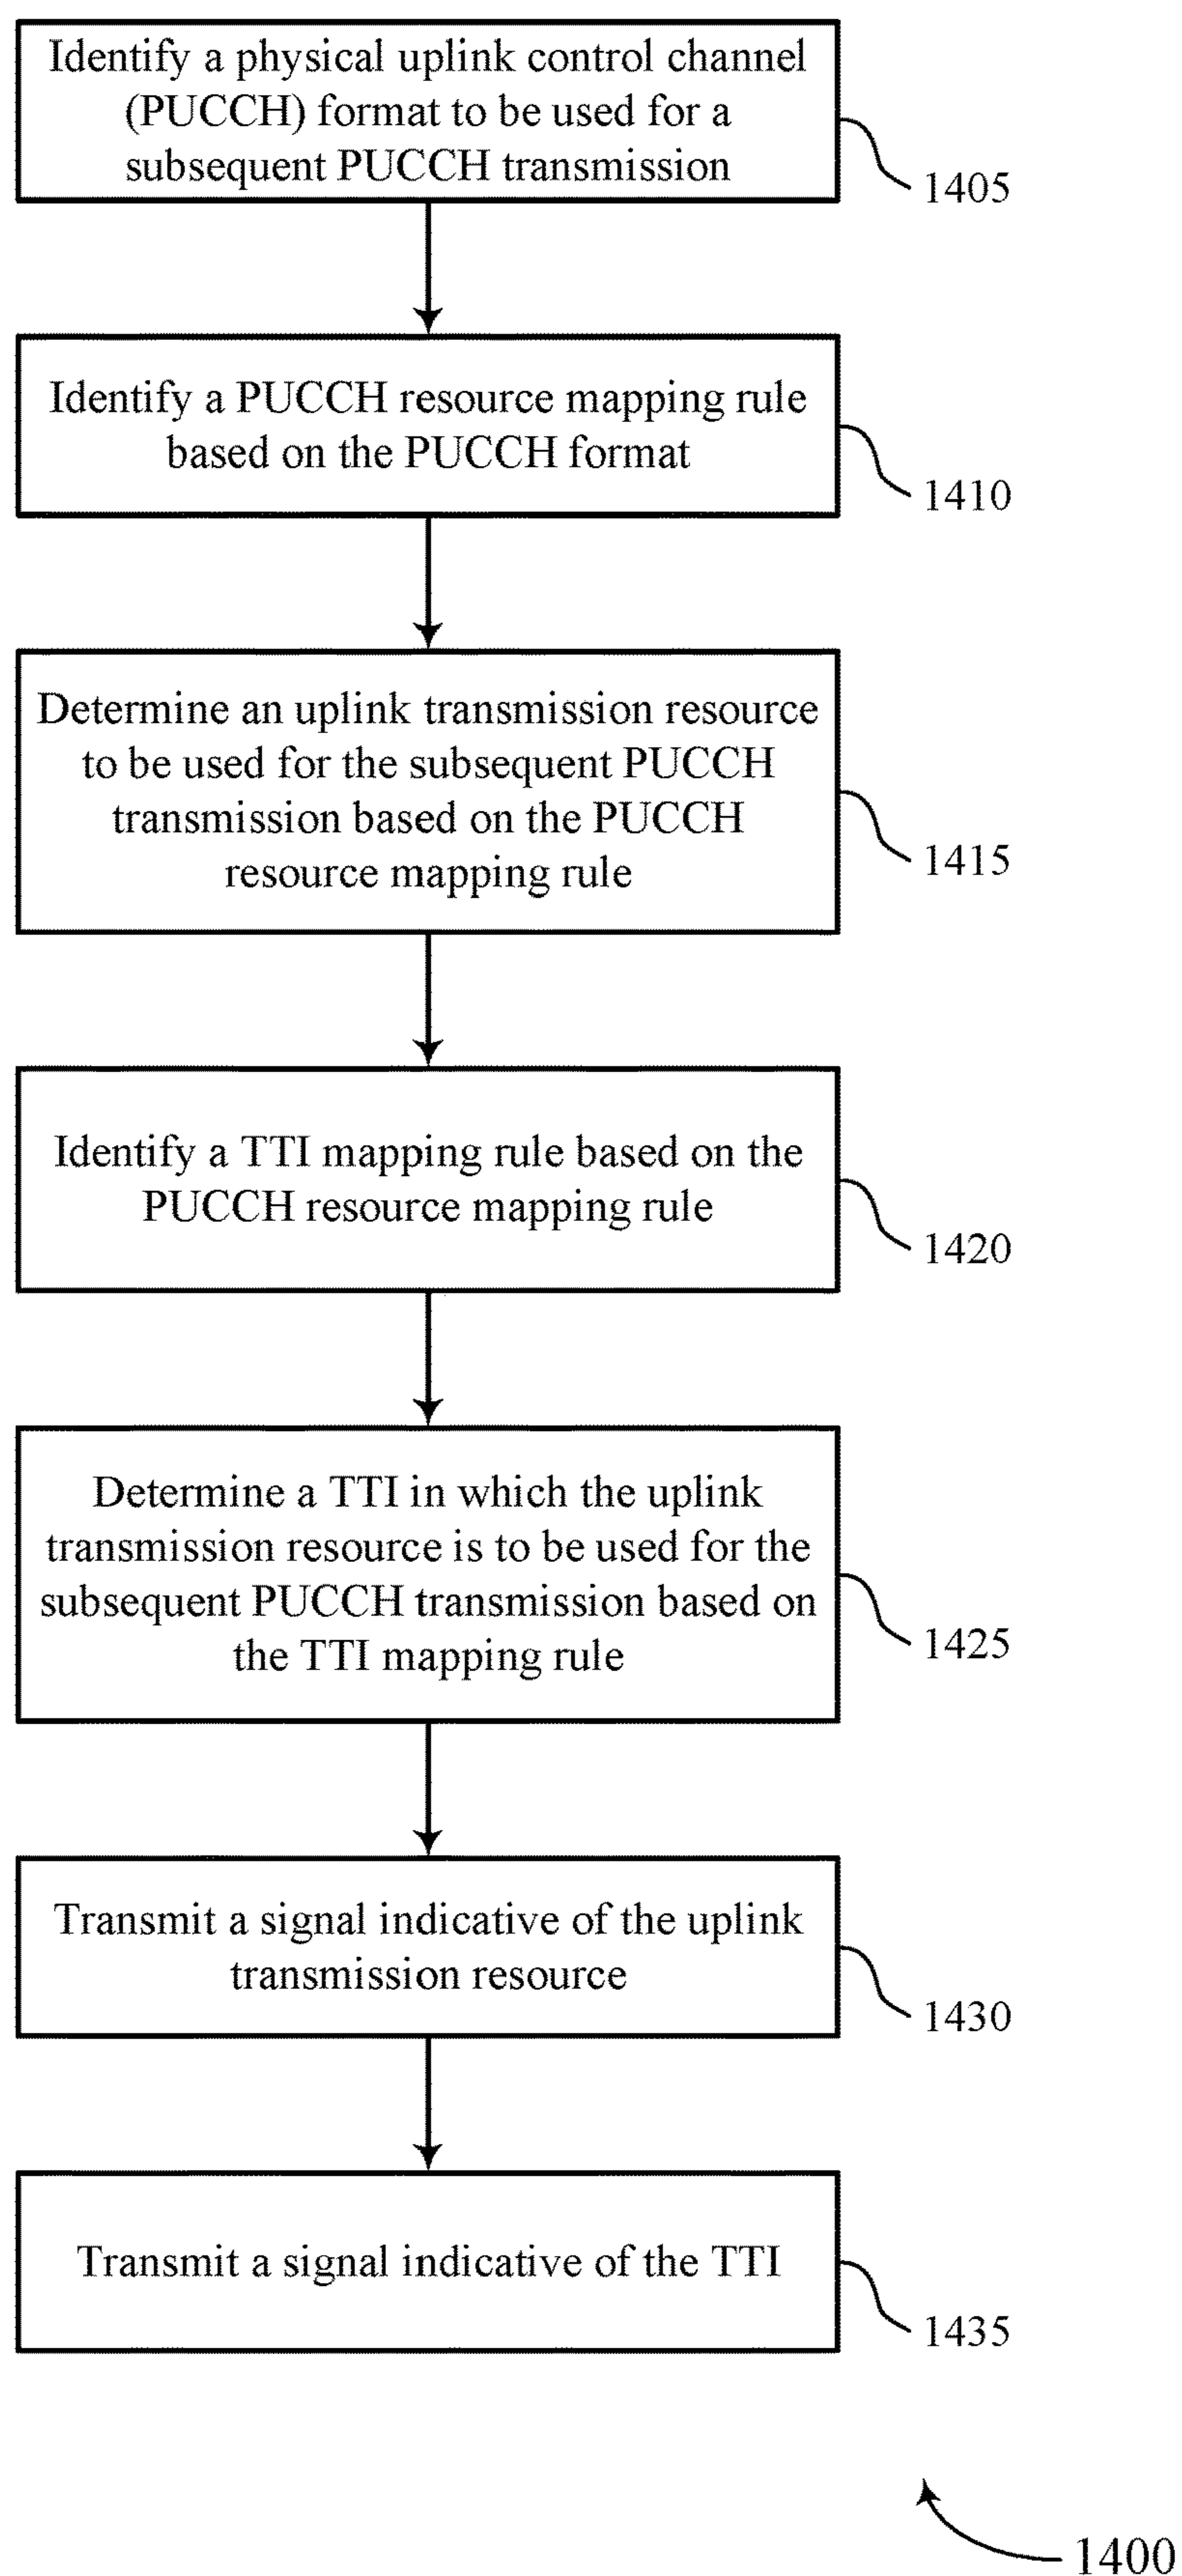 Identify a physical uplink control channel
(PUCCH) format to be used for a
subsequent PUCCH transmission
1405
Identify a PUCCH resource mapping rule
based on the PUCCH format
1410
Determine an uplink transmission resource
to be used for the subsequent PUCCH
transmission based on the PUCCH
resource mapping rule
1415
Identify a TTI mapping rule based on the
PUCCH resource mapping rule
1420
Determine a TTI in which the uplink
transmission resource is to be used for the
subsequent PUCCH transmission based on
the TTI mapping rule
1425
Transmit a signal indicative of the uplink
transmission resource
1430
Transmit a signal indicative of the TTI
1435
1400